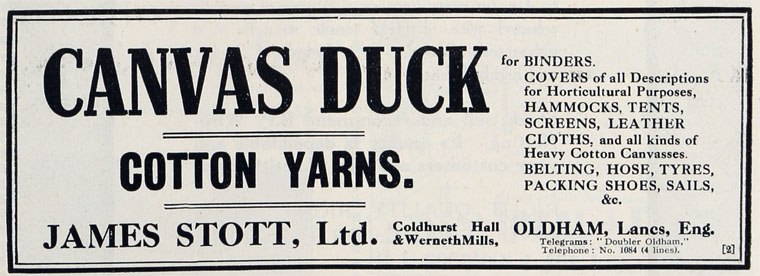 CANVAS DUCK
for BINDERS.
COVERS of all Descriptions
for Horticultural Purposes,
HAMMOCKS, TENTS,
SCREENS, LEATHER
CLOTHS, and all kinds of
Heavy Cotton Canvasses.
BELTING, HOSE, TYRES,
PACKING SHOES, SAILS,
&c.
COTTON YARNS.
JAMES STOTT, Ltd.
Coldhurst Hall
& Werneth Mills,
OLDHAM, Lancs, Eng.
Telegrams: "Doubler Oldham."
Telephone: No. 1084 (4 lines).
[2]